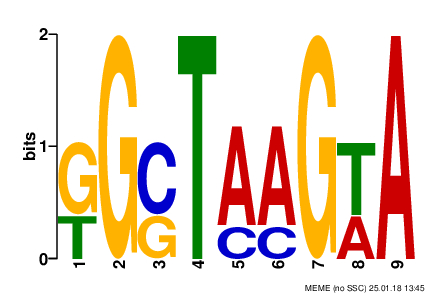 2
bits
1
0
G G C T A A G T A
T G C C A
1 2 3 4 5 6 7 8 9
MEME (no SSC) 25.01.18 13:45